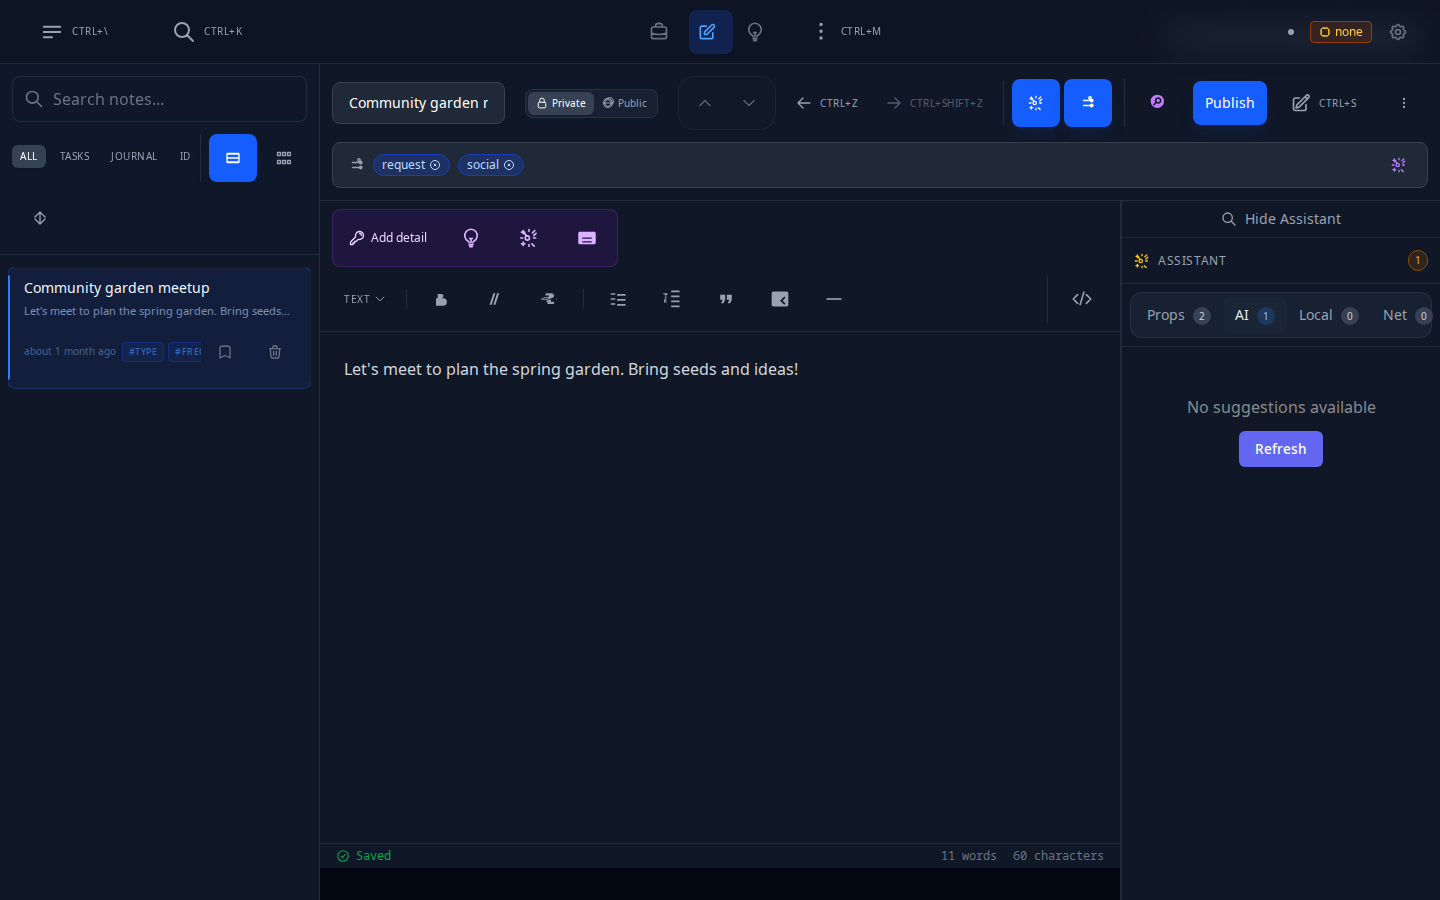 CTRL+\
CTRL+K
CTRL+M
none
Search notes...
ALL
TASKS
JOURNAL
ID
Community garden meetup
Let's meet to plan the spring garden. Bring seeds...
about 1 month ago
#TYPE
Community garden
Private
Public
CTRL+Z
CTRL+SHIFT+Z
Publish
CTRL+S
request
social
Add detail
TEXT
Let's meet to plan the spring garden. Bring seeds and ideas!
Saved
11 words
60 characters
Hide Assistant
ASSISTANT
1
Props 2
AI 1
Local 0
Net 0
No suggestions available
Refresh